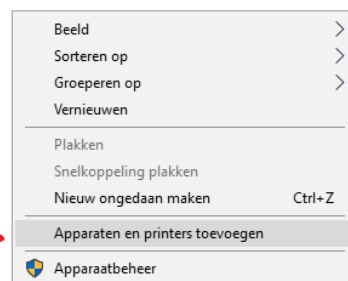 Beeld
Sorteren op
Groeperen op
Vernieuwen
Plakken
Snelkoppeling plakken
Nieuw ongedaan maken Ctrl+Z
Apparaten en printers toevoegen
Apparaatbeheer